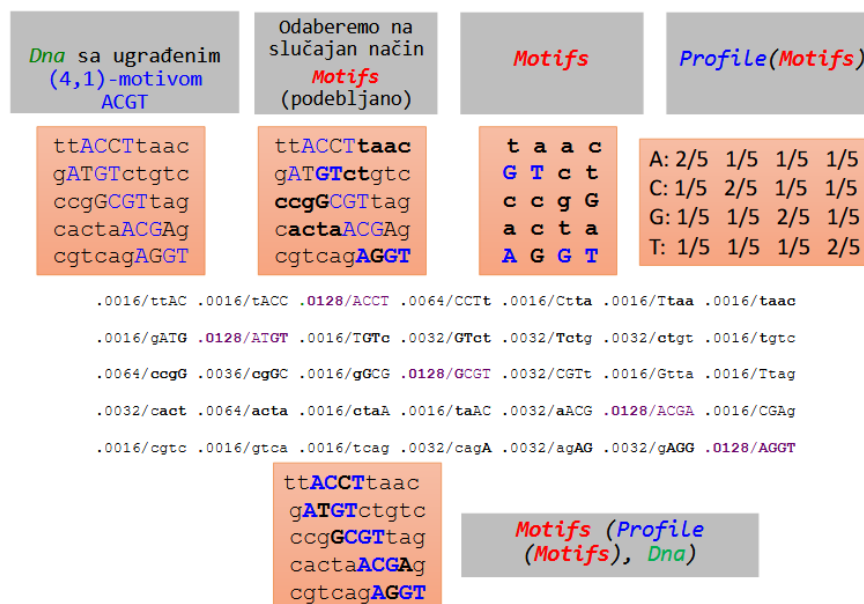 Dna sa ugrađenim
(4,1)-motivom
ACGT
Odaberemo na
slučajan način
Motifs
(podebljano)
Motifs
Profile(Motifs)
ttACCTtaac
gATGTctgtc
ccgGCGTtag
cactaACGAg
cgtcagAGGT
ttACCTtaac
gATGTctgtc
ccgGCGTtag
cactaACGAg
cgtcagAGGT
t a a c
G T c t
c c g G
a c t a
A G G T
A: 2/5 1/5 1/5 1/5
C: 1/5 2/5 1/5 1/5
G: 1/5 1/5 2/5 1/5
T: 1/5 1/5 1/5 2/5
.0016/ttAC .0016/tACC .0128/ACCT .0064/CCTt .0016/Ctta .0016/Ttaa .0016/taac
.0016/gATG .0128/ATGT .0016/TGTc .0032/GTct .0032/Tctg .0032/ctgt .0016/tgtc
.0064/ccgG .0036/cgGC .0016/gGCG .0128/GCGT .0032/CGTt .0016/Gtta .0016/Ttag
.0032/cact .0064/acta .0016/ctaA .0016/taAC .0032/aACG .0128/ACGA .0016/CGAg
.0016/cgtc .0016/gtca .0016/tcag .0032/cagA .0032/agAG .0032/gAGG .0128/AGGT
ttACCTtaac
gATGTctgtc
ccgGCGTtag
cactaACGAg
cgtcagAGGT
Motifs (Profile
(Motifs), Dna)